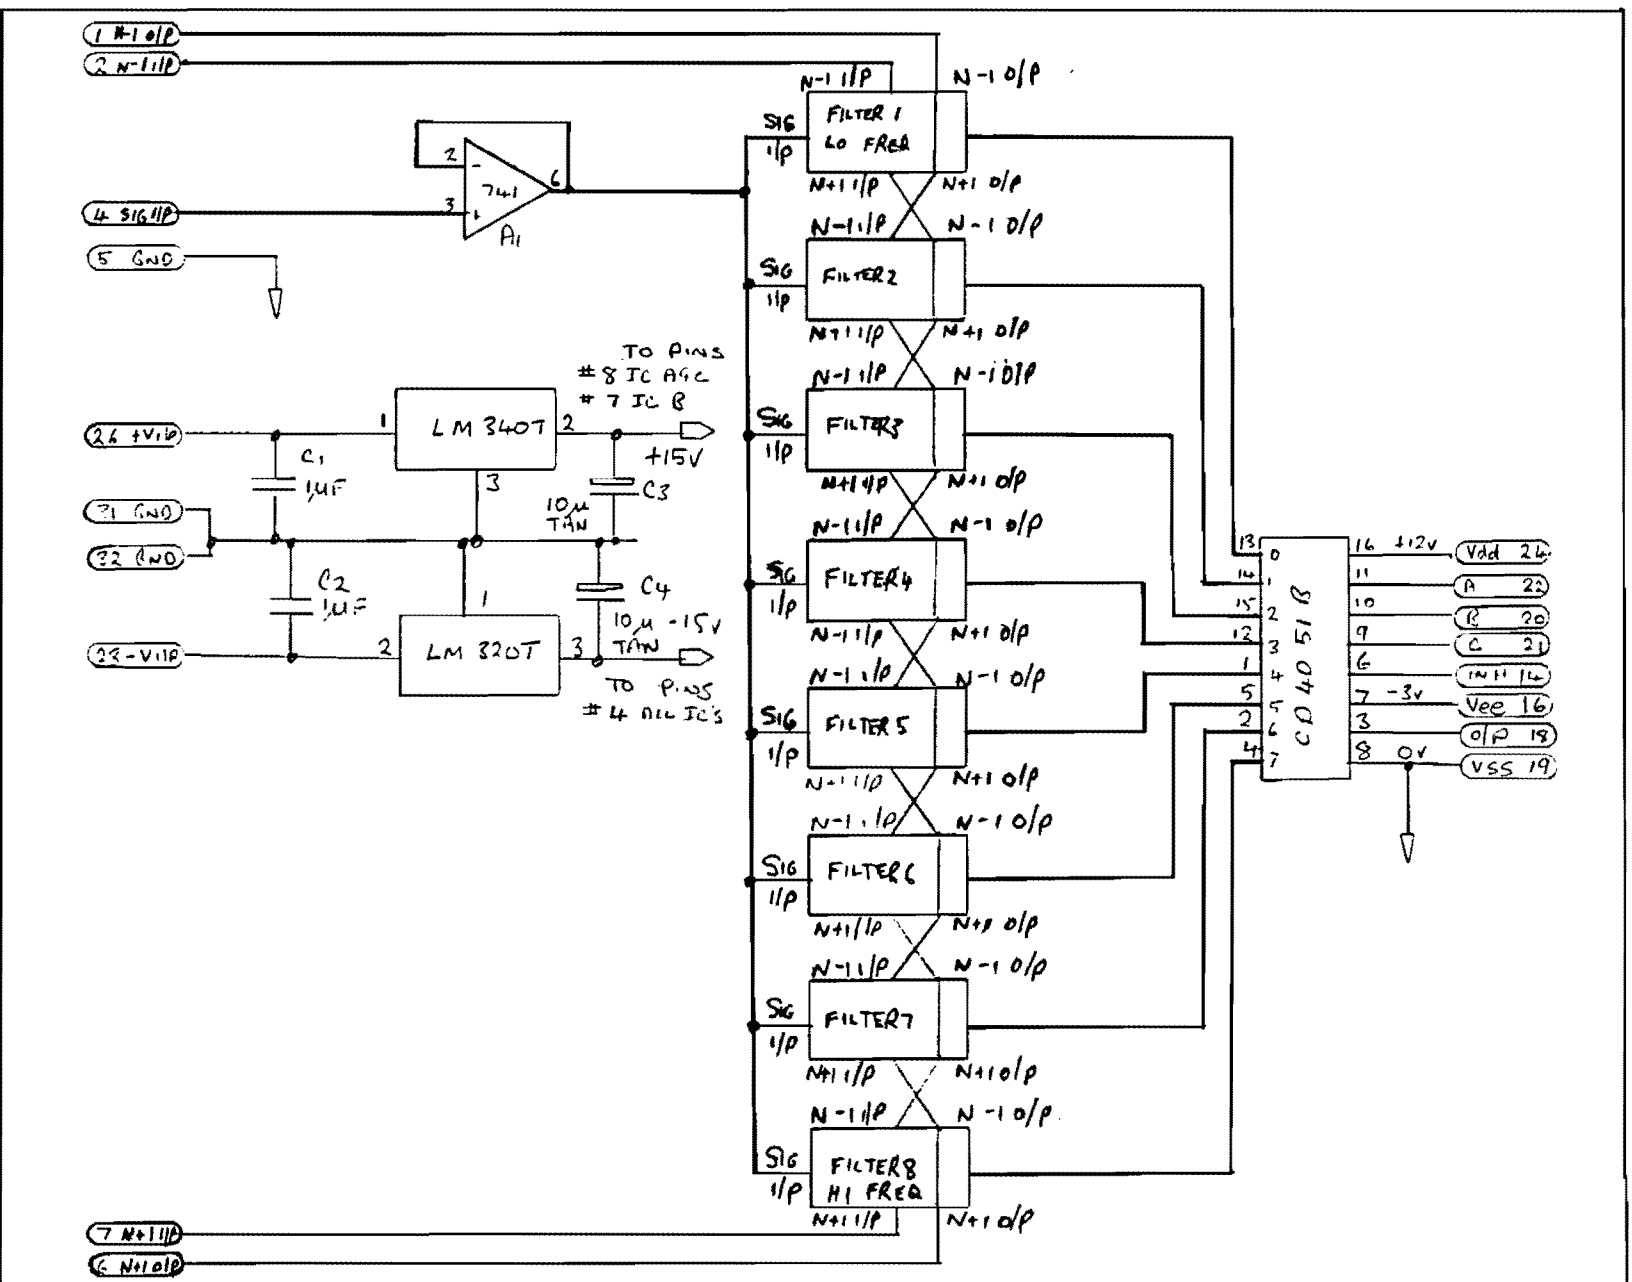 1 N-1 O/P
2 N-1 I/P
N-1 I/P
N-1 O/P
SIG
I/P
FILTER 1
LO FREQ
N+1 I/P
N+1 O/P
2
-
741
6
3
+
A1
4 SIG I/P
5 GND
N-1 I/P
N-1 O/P
SIG
I/P
FILTER 2
N+1 I/P
N+1 O/P
TO PINS
#8 IC AGC
#7 IC B
N-1 I/P
N-1 O/P
SIG
I/P
FILTER 3
N+1 I/P
N+1 O/P
26 +VI/P
1
LM 340T
2
+15V
3
C1
1µF
10µ
TAN
C3
31 GND
32 GND
N-1 I/P
N-1 O/P
SIG
I/P
FILTER 4
N-1 I/P
N+1 O/P
C2
1µF
C4
10µ
TAN
-15V
1
-VI/P
2
LM 320T
3
TO PINS
#4 ALL IC'S
N-1 I/P
N-1 O/P
SIG
I/P
FILTER 5
N+1 I/P
N+1 O/P
13
0
14
1
15
2
12
3
1
4
5
5
2
6
4
7
CD 4051B
16 +12V
Vdd 24
11
A 22
10
B 20
9
C 21
6
INH 14
7 -3V
Vee 16
3
O/P 18
8 0V
VSS 19
N-1 I/P
N-1 O/P
SIG
I/P
FILTER 6
N+1 I/P
N+1 O/P
N-1 I/P
N-1 O/P
SIG
I/P
FILTER 7
N+1 I/P
N+1 O/P
N-1 I/P
N-1 O/P
SIG
I/P
FILTER 8
HI FREQ
N+1 I/P
N+1 O/P
7 N+1 I/P
6 N+1 O/P